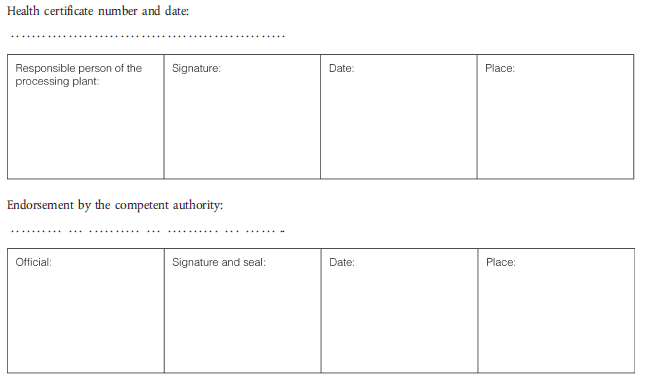 Health certificate number and date:
.....................................................
Responsible person of the
processing plant:
Signature:
Date:
Place:
Endorsement by the competent authority:
.......... ... .......... ... .......... ... ...... ..
Official:
Signature and seal:
Date:
Place: